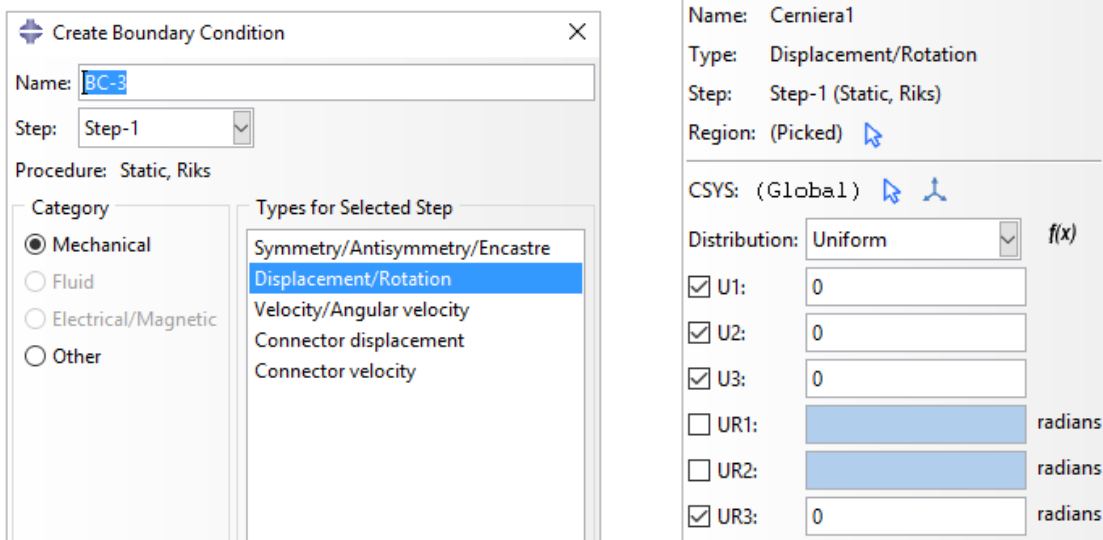 Create Boundary Condition
Name: BC-3
Step: Step-1
Procedure: Static, Riks
Category
Mechanical
Fluid
Electrical/Magnetic
Other
Types for Selected Step
Symmetry/Antisymmetry/Encastre
Displacement/Rotation
Velocity/Angular velocity
Connector displacement
Connector velocity
Name: Cerniera1
Type: Displacement/Rotation
Step: Step-1 (Static, Riks)
Region: (Picked)
CSYS: (Global)
Distribution: Uniform f(x)
U1: 0
U2: 0
U3: 0
UR1: radians
UR2: radians
UR3: 0 radians